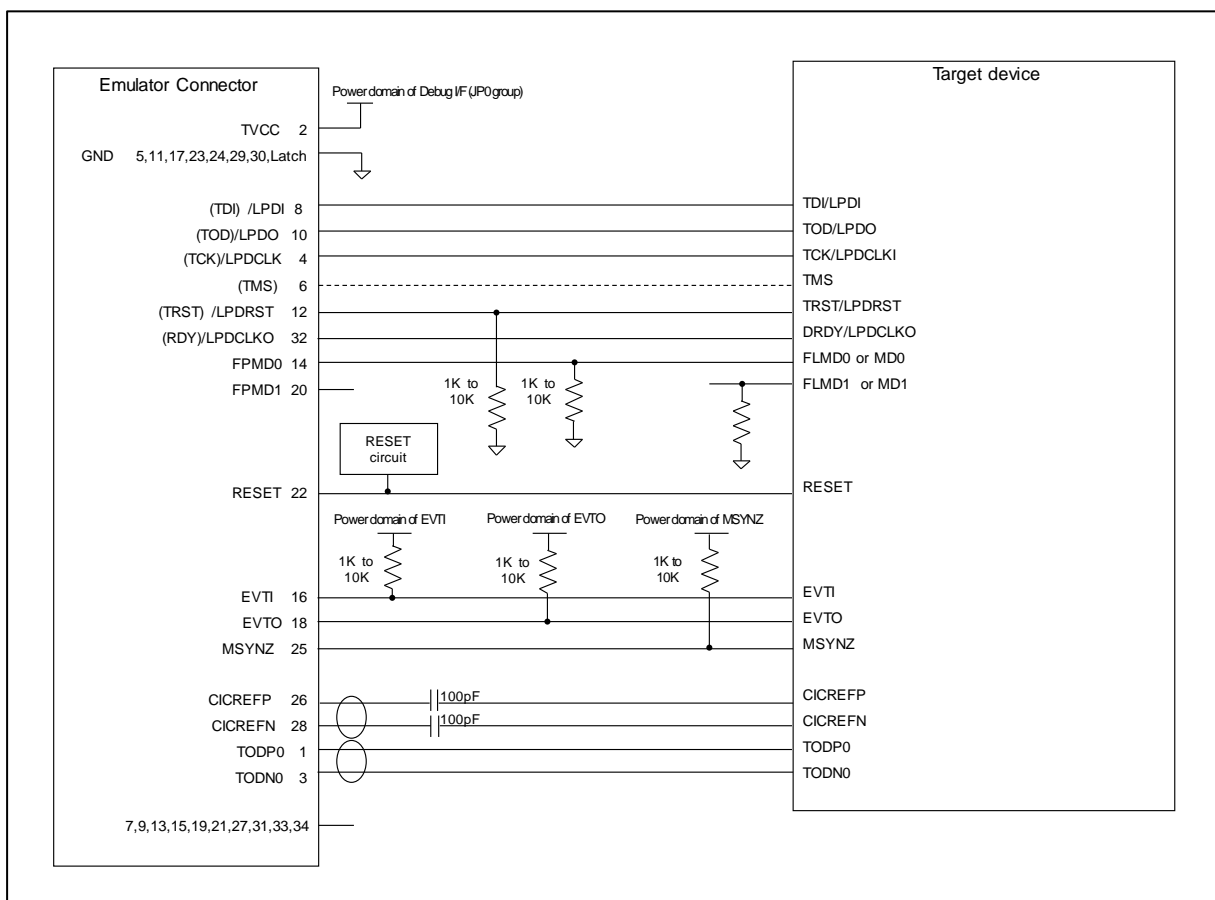 Emulator Connector
Target device
Power domain of Debug I/F (JP0 group)
TVCC 2
GND 5,11,17,23,24,29,30,Latch
(TDI) /LPDI 8
TDI/LPDI
(TOD)/LPDO 10
TOD/LPDO
(TCK)/LPDCLK 4
TCK/LPDCLKI
(TMS) 6
TMS
(TRST) /LPDRST 12
TRST/LPDRST
(RDY)/LPDCLKO 32
DRDY/LPDCLKO
FPMD0 14
FLMD0 or MD0
FPMD1 20
FLMD1 or MD1
1K to
10K
1K to
10K
RESET
circuit
RESET 22
RESET
Power domain of EVTI
Power domain of EVTO
Power domain of MSYNZ
1K to
10K
1K to
10K
1K to
10K
EVTI 16
EVTI
EVTO 18
EVTO
MSYNZ 25
MSYNZ
CICREFP 26
100pF
CICREFP
CICREFN 28
100pF
CICREFN
TODP0 1
TODP0
TODN0 3
TODN0
7,9,13,15,19,21,27,31,33,34